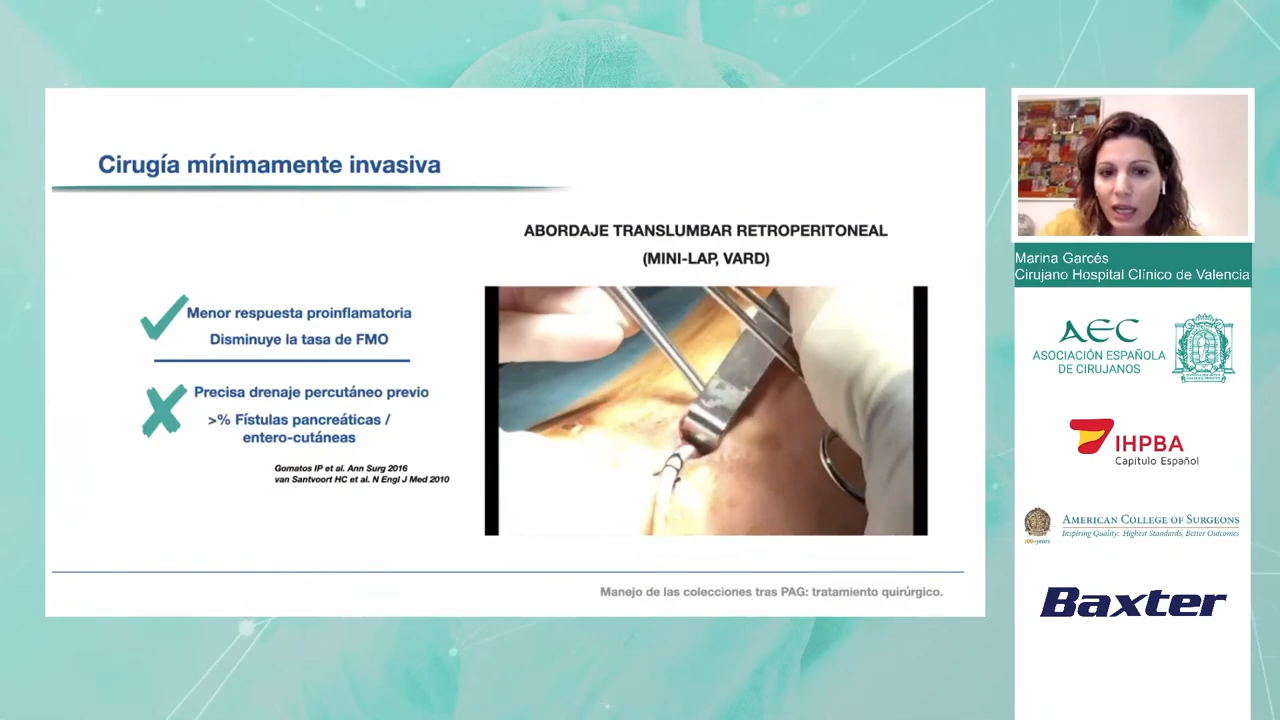 Cirugía mínimamente invasiva
ABORDAJE TRANSLUMBAR RETROPERITONEAL
(MINI-LAP, VARD)
Menor respuesta proinflamatoria
Disminuye la tasa de FMO
Precisa drenaje percutáneo previo
>% Fístulas pancreáticas /
entero-cutáneas
Gomatos IP et al. Ann Surg 2016
van Santvoort HC et al. N Engl J Med 2010
Manejo de las colecciones tras PAG: tratamiento quirúrgico.
Marina Garcés
Cirujano Hospital Clínico de Valencia
AEC
ASOCIACIÓN ESPAÑOLA
DE CIRUJANOS
IHPBA
Capítulo Español
AMERICAN COLLEGE OF SURGEONS
Inspiring Quality: Highest Standards, Better Outcomes
100+years
Baxter